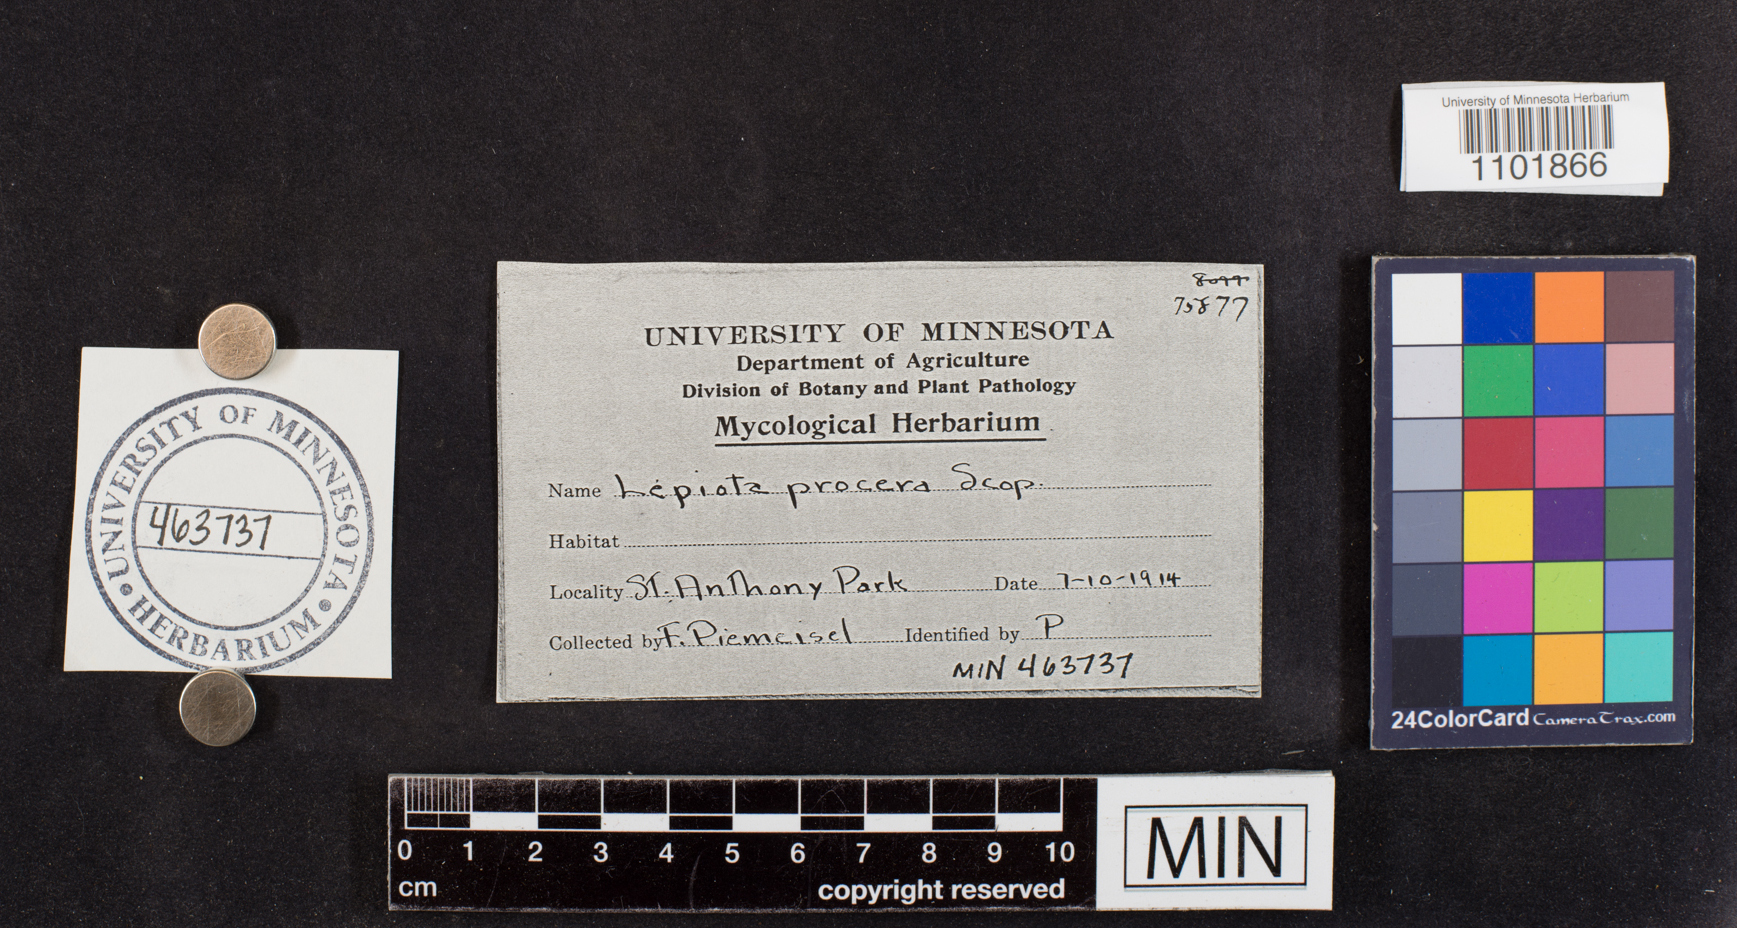 University of Minnesota Herbarium
1101866
8099
75877
UNIVERSITY OF MINNESOTA
Department of Agriculture
Division of Botany and Plant Pathology
Mycological Herbarium
Name Lepiota procera Scop.
Habitat
Locality St. Anthony Park Date 7-10-1914
Collected by F. Piemeisel Identified by P
MIN 463737
UNIVERSITY OF MINNESOTA
463737
HERBARIUM
24ColorCard CameraTrax.com
0 1 2 3 4 5 6 7 8 9 10
cm copyright reserved
MIN